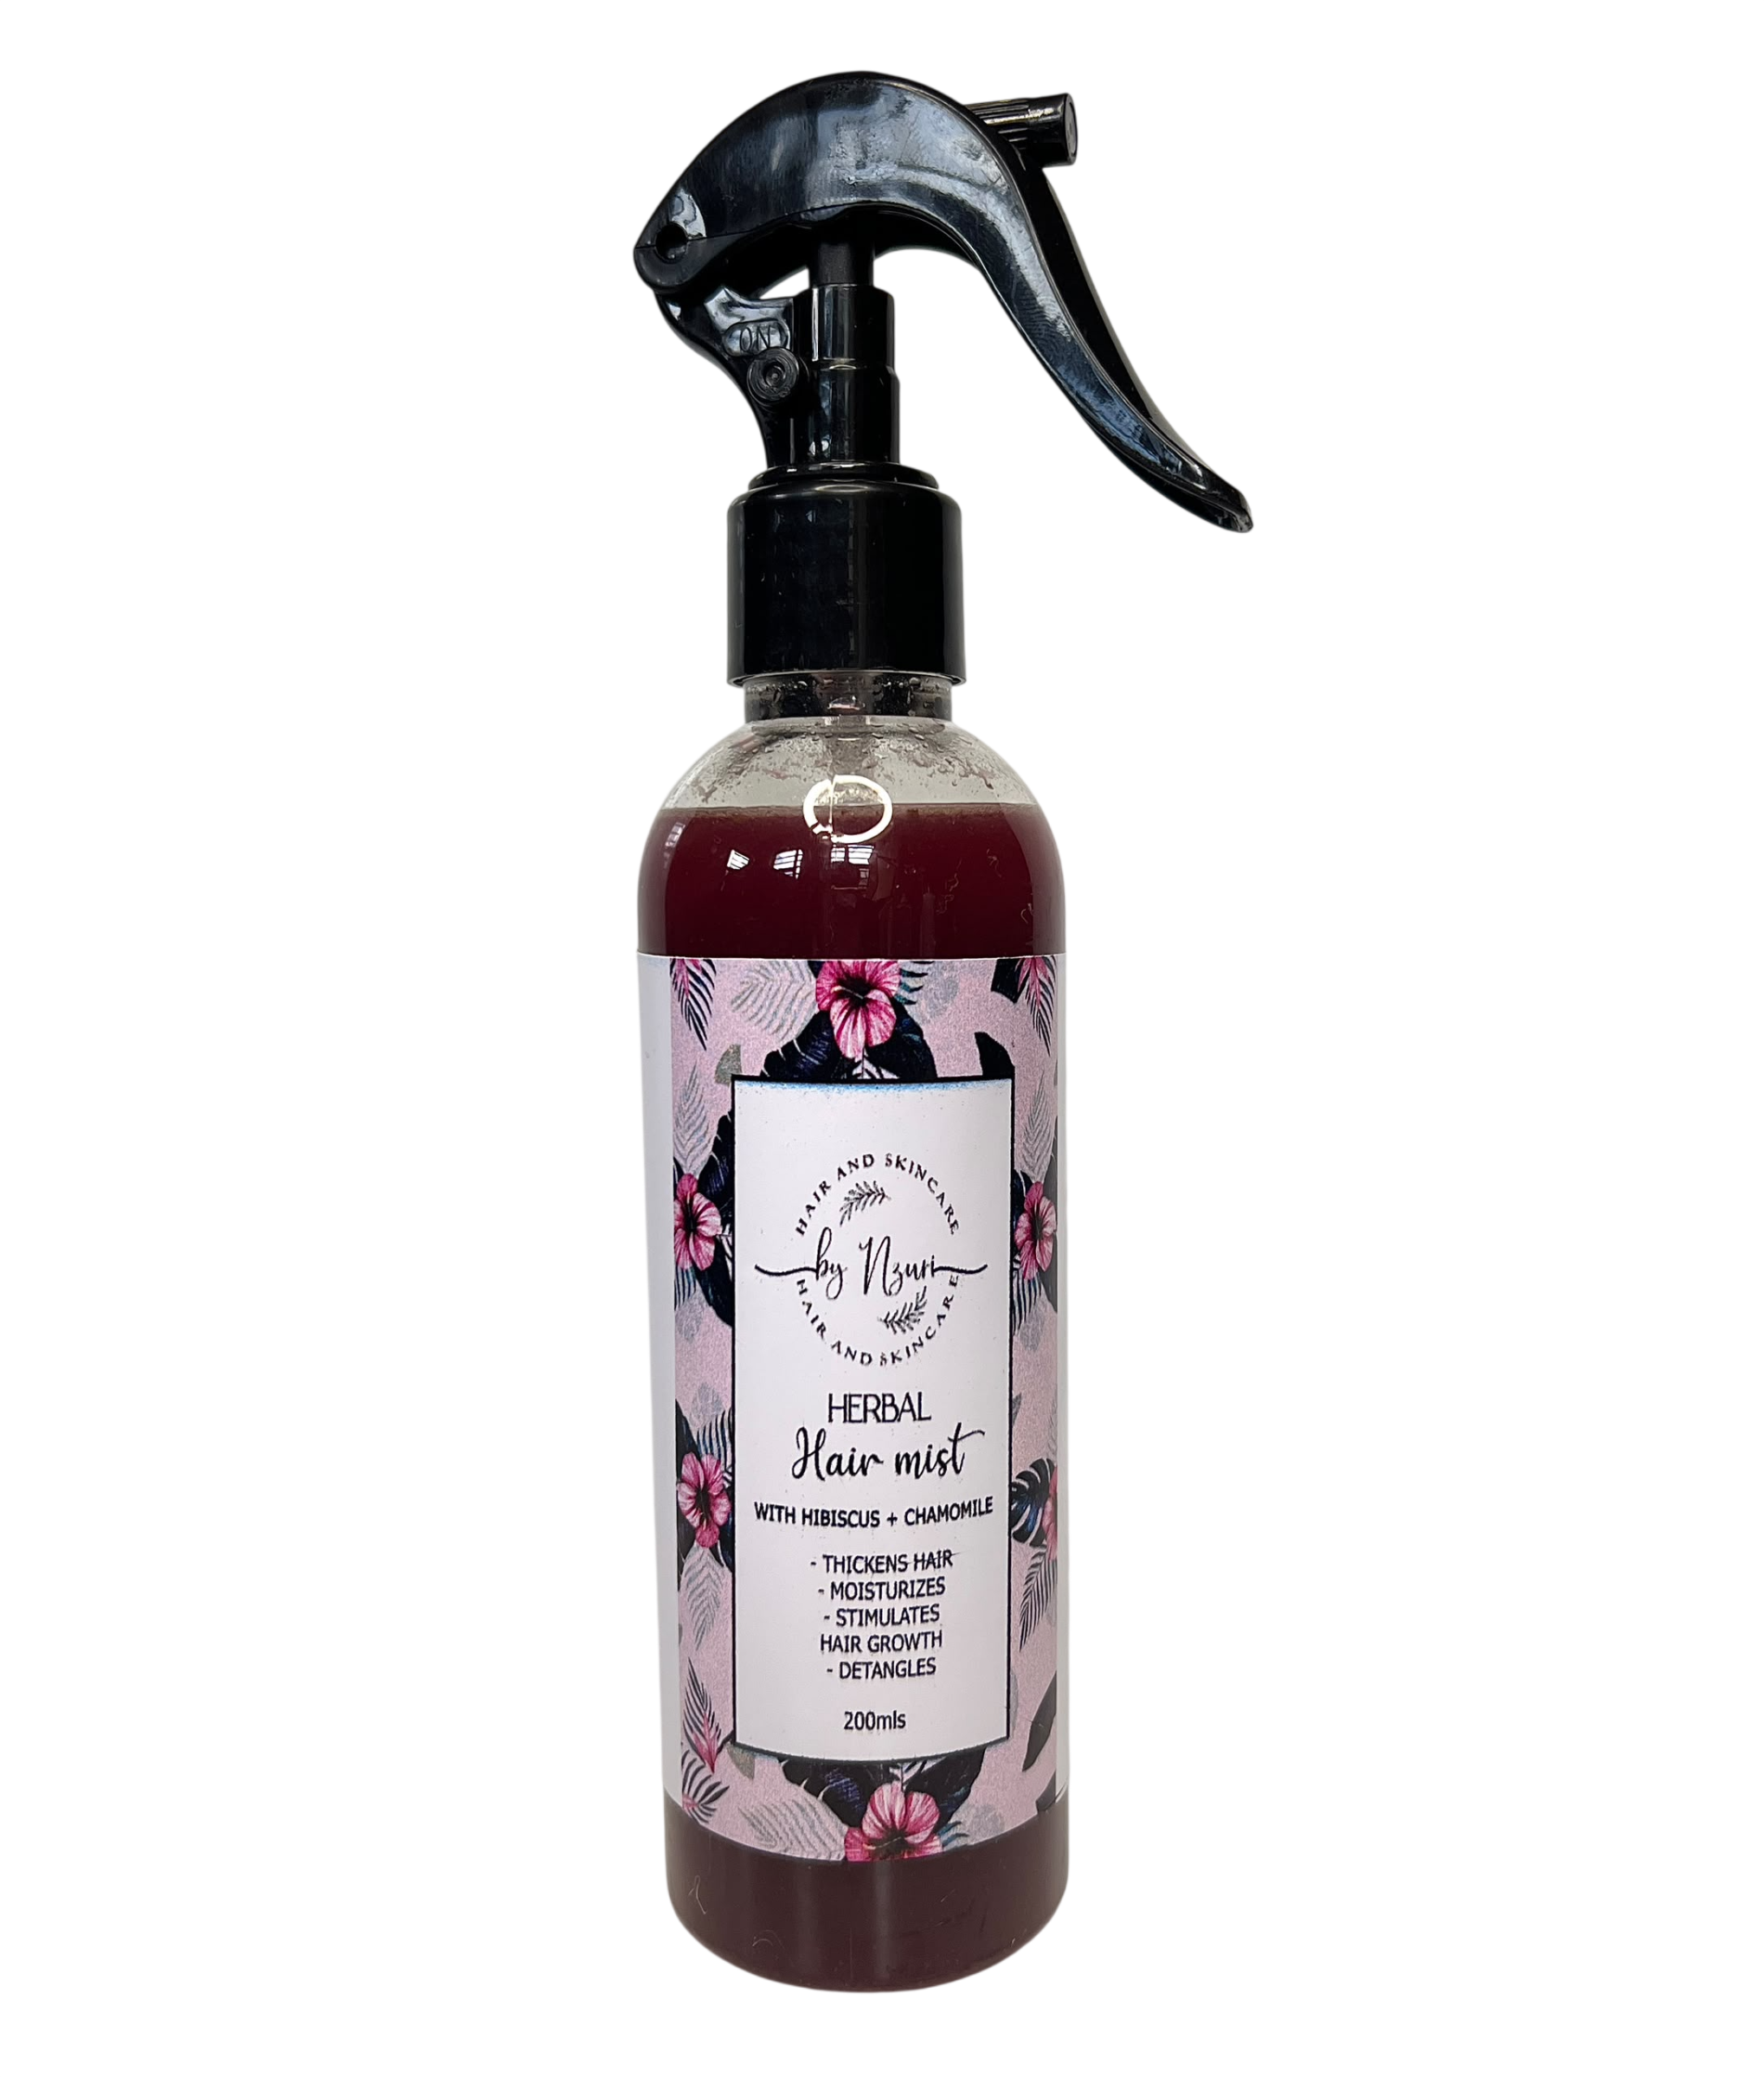 ON
HAIR AND SKINCARE
by Nzuri
HAIR AND SKINCARE
HERBAL
Hair mist
WITH HIBISCUS + CHAMOMILE
- THICKENS HAIR
- MOISTURIZES
- STIMULATES
HAIR GROWTH
- DETANGLES
200mls